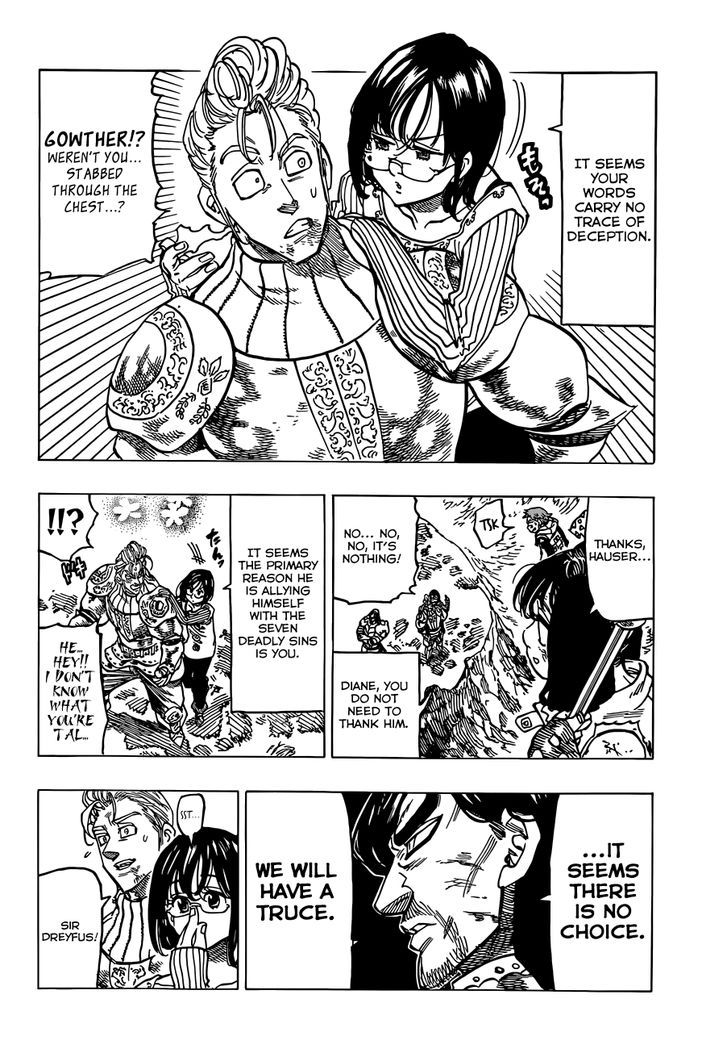 IT SEEMS
YOUR
WORDS
CARRY NO
TRACE OF
DECEPTION.
GOWTHER!?
WEREN'T YOU...
STABBED
THROUGH THE
CHEST...?
THANKS,
HAUSER...
TSK
NO... NO,
NO, IT'S
NOTHING!
DIANE, YOU
DO NOT
NEED TO
THANK HIM.
IT SEEMS
THE PRIMARY
REASON HE
IS ALLYING
HIMSELF
WITH THE
SEVEN
DEADLY SINS
IS YOU.
!!?
HE...
HEY!!
I DON'T
KNOW
WHAT
YOU'RE
TAL...
...IT
SEEMS
THERE
IS NO
CHOICE.
WE WILL
HAVE A
TRUCE.
SST...
SIR
DREYFUS!